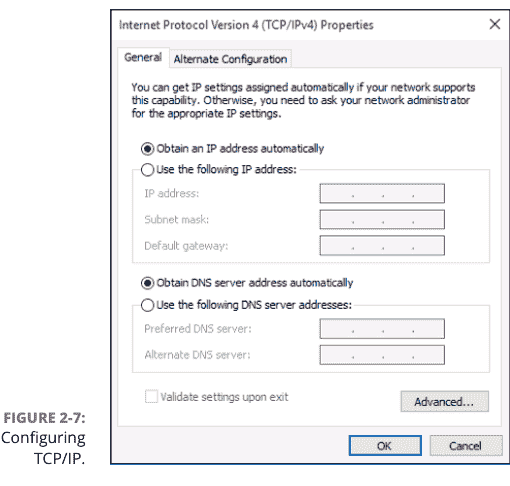 Internet Protocol Version 4 (TCP/IPv4) Properties
General
Alternate Configuration
You can get IP settings assigned automatically if your network supports
this capability. Otherwise, you need to ask your network administrator
for the appropriate IP settings.
Obtain an IP address automatically
Use the following IP address:
IP address:
Subnet mask:
Default gateway:
Obtain DNS server address automatically
Use the following DNS server addresses:
Preferred DNS server:
Alternate DNS server:
Validate settings upon exit
Advanced...
OK
Cancel
FIGURE 2-7:
Configuring
TCP/IP.